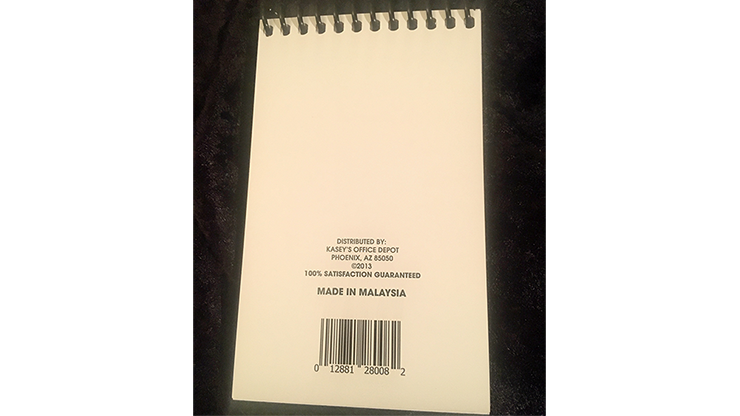 DISTRIBUTED BY:
KASEY'S OFFICE DEPOT
PHOENIX, AZ 85050
©2013
100% SATISFACTION GUARANTEED
MADE IN MALAYSIA
0 12881 28008 2